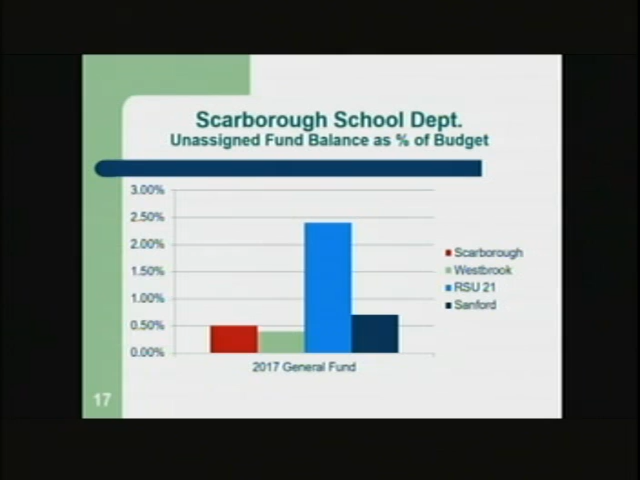 Scarborough School Dept.
Unassigned Fund Balance as % of Budget
3.00%
2.50%
2.00%
1.50%
1.00%
0.50%
0.00%
2017 General Fund
Scarborough
Westbrook
RSU 21
Sanford
17